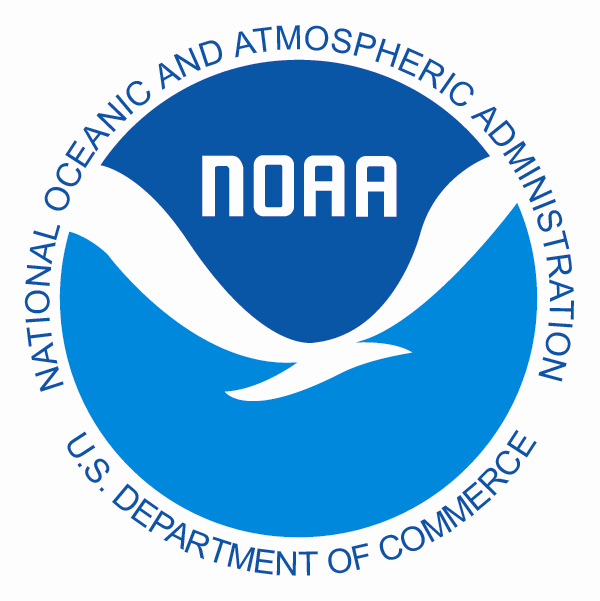 NATIONAL OCEANIC AND ATMOSPHERIC ADMINISTRATION
NOAA
U.S. DEPARTMENT OF COMMERCE